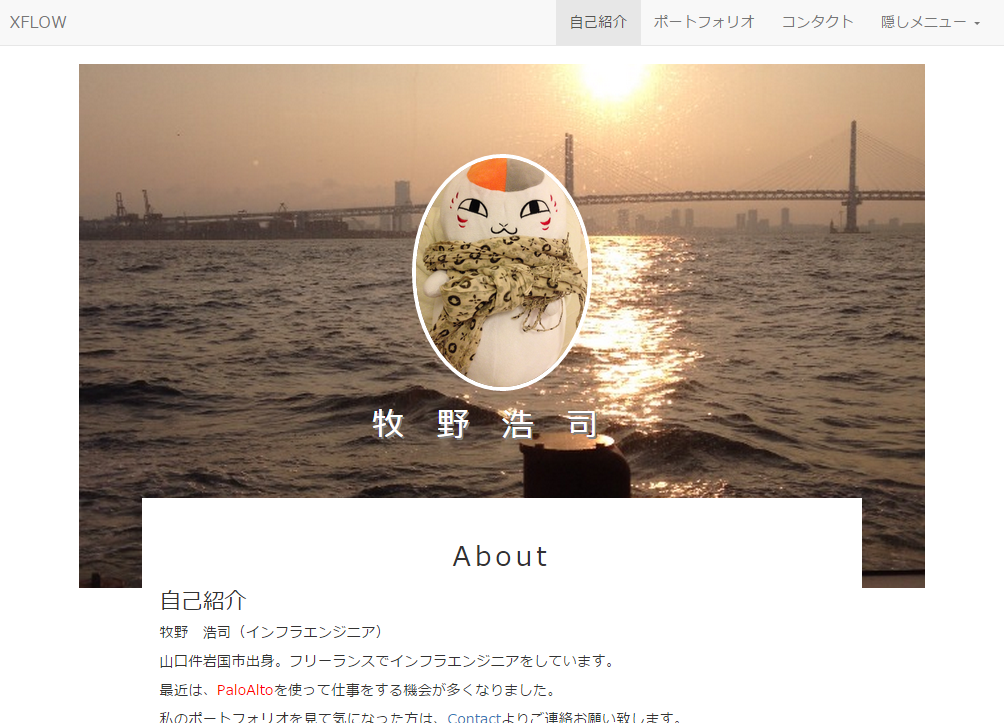 XFLOW 自己紹介 ポートフォリオ コンタクト 隠しメニュー
牧 野 浩 司
About
自己紹介
牧野 浩司（インフラエンジニア）
山口件岩国市出身。フリーランスでインフラエンジニアをしています。
最近は、PaloAltoを使って仕事をする機会が多くなりました。
私のポートフォリオを見て気になった方は、Contactよりご連絡お願い致します。